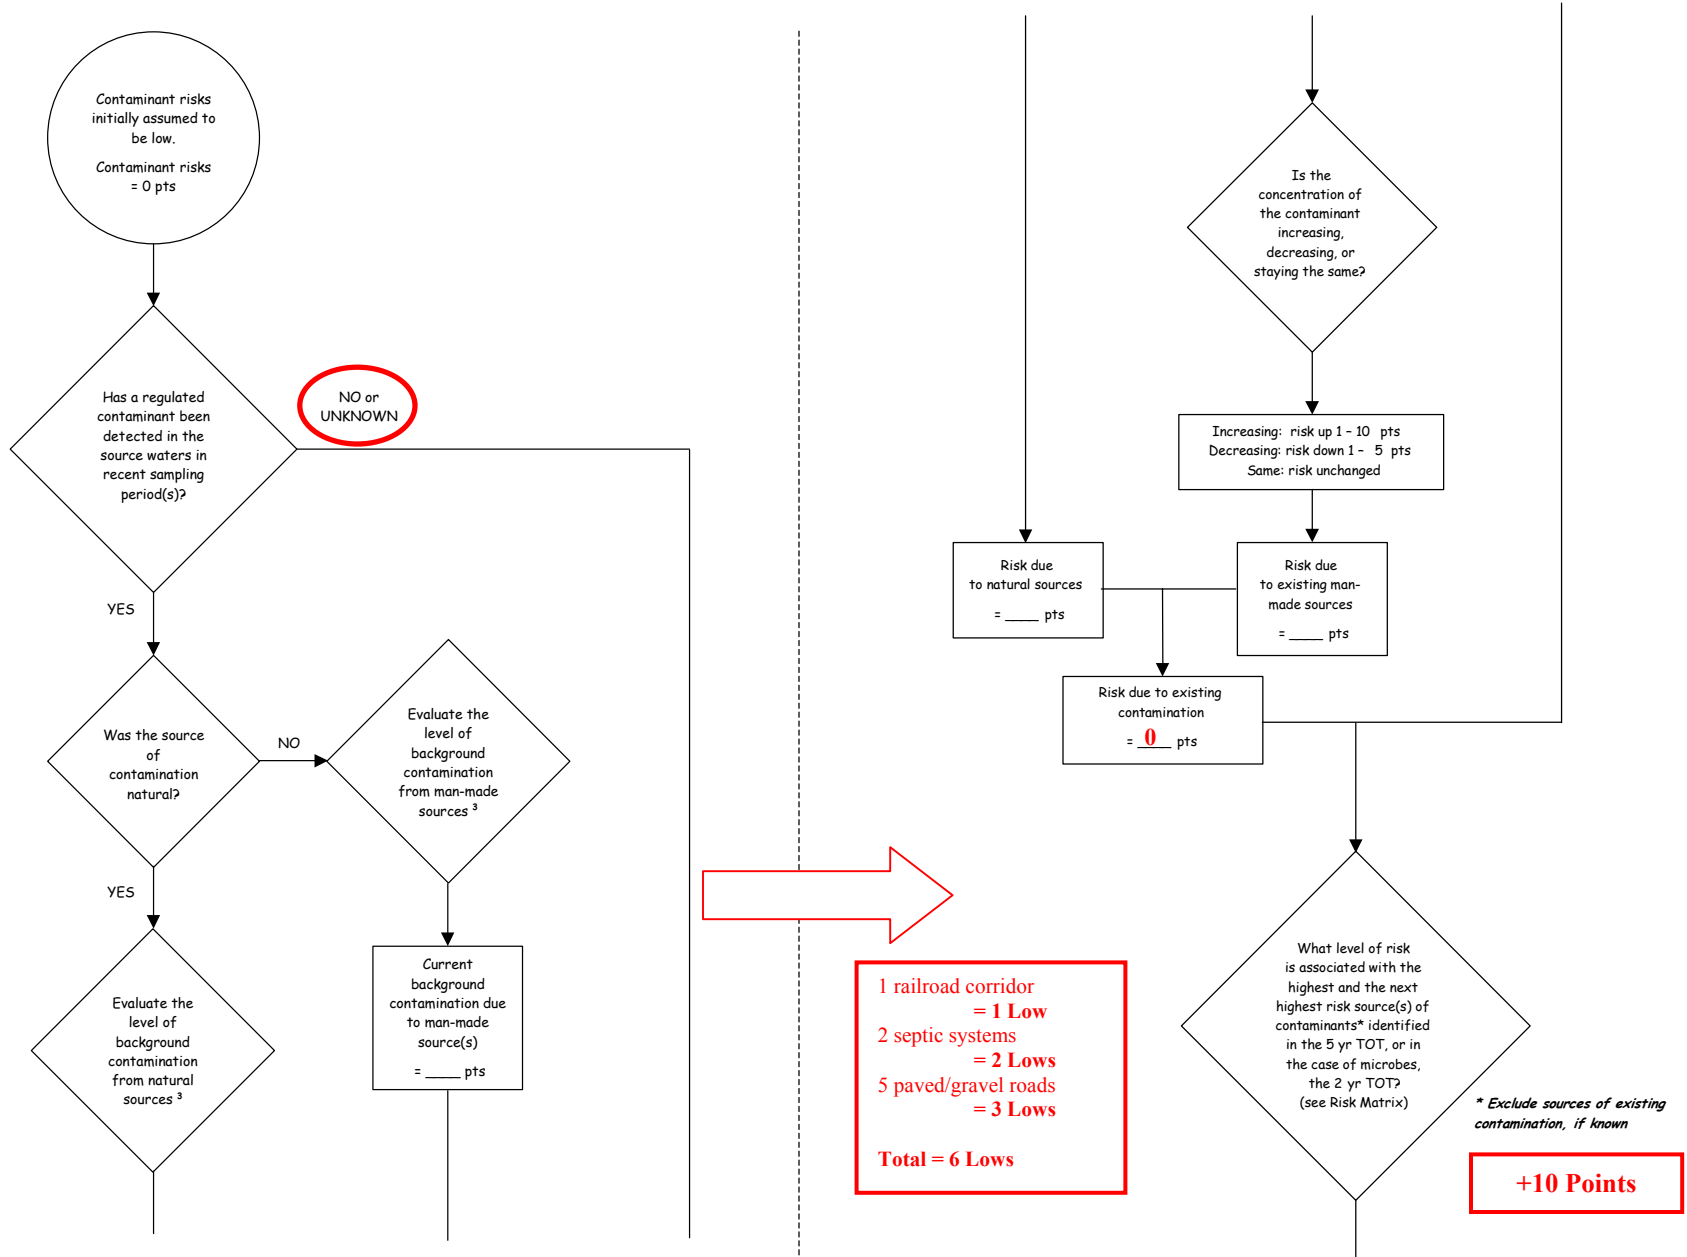 Contaminant risks
initially assumed to
be low.
Contaminant risks
= 0 pts
Has a regulated
contaminant been
detected in the
source waters in
recent sampling
period(s)?
NO or
UNKNOWN
YES
Was the source
of
contamination
natural?
NO
Evaluate the
level of
background
contamination
from man-made
sources ³
YES
Evaluate the
level of
background
contamination
from natural
sources ³
Current
background
contamination due
to man-made
source(s)
= ____ pts
Is the
concentration of
the contaminant
increasing,
decreasing, or
staying the same?
Increasing: risk up 1 – 10 pts
Decreasing: risk down 1 – 5 pts
Same: risk unchanged
Risk due
to natural sources
= ____ pts
Risk due
to existing man-
made sources
= ____ pts
Risk due to existing
contamination
= 0 pts
1 railroad corridor
= 1 Low
2 septic systems
= 2 Lows
5 paved/gravel roads
= 3 Lows
Total = 6 Lows
What level of risk
is associated with the
highest and the next
highest risk source(s) of
contaminants* identified
in the 5 yr TOT, or in
the case of microbes,
the 2 yr TOT?
(see Risk Matrix)
* Exclude sources of existing
contamination, if known
+10 Points